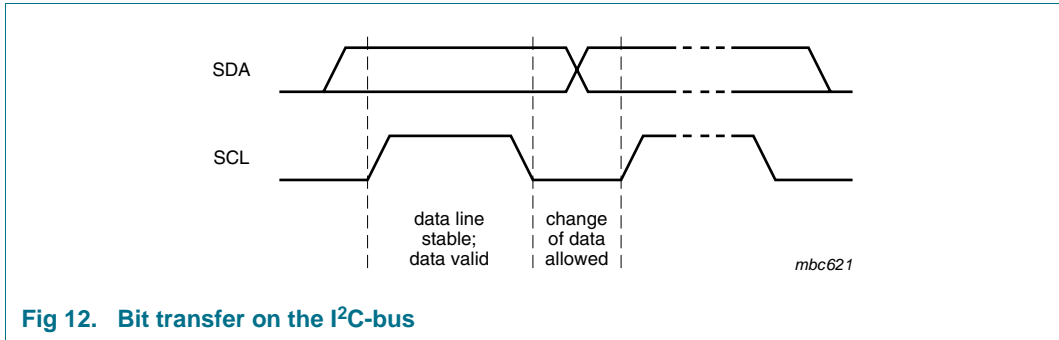 SDA
SCL
data line
stable;
data valid
change
of data
allowed
mbc621
Fig 12. Bit transfer on the I²C-bus